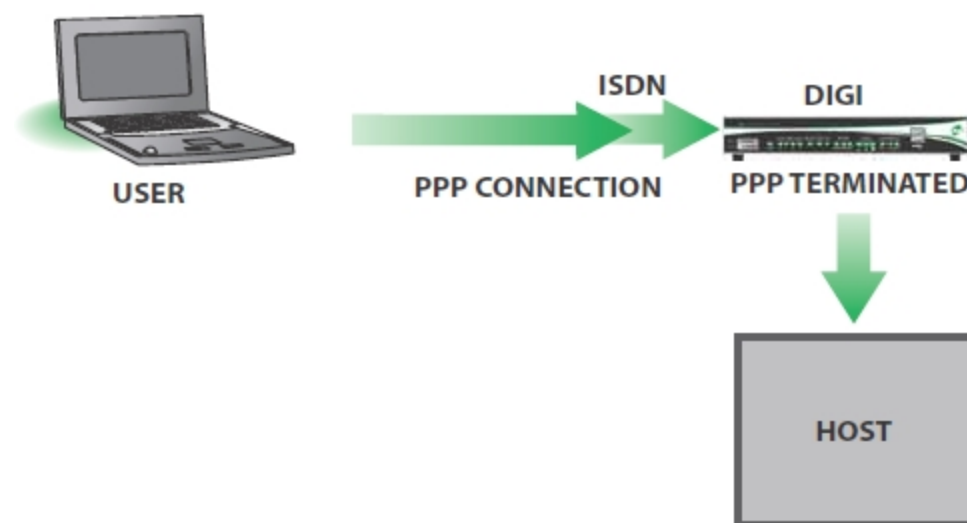 ISDN
DIGI
USER
PPP CONNECTION
PPP TERMINATED
HOST